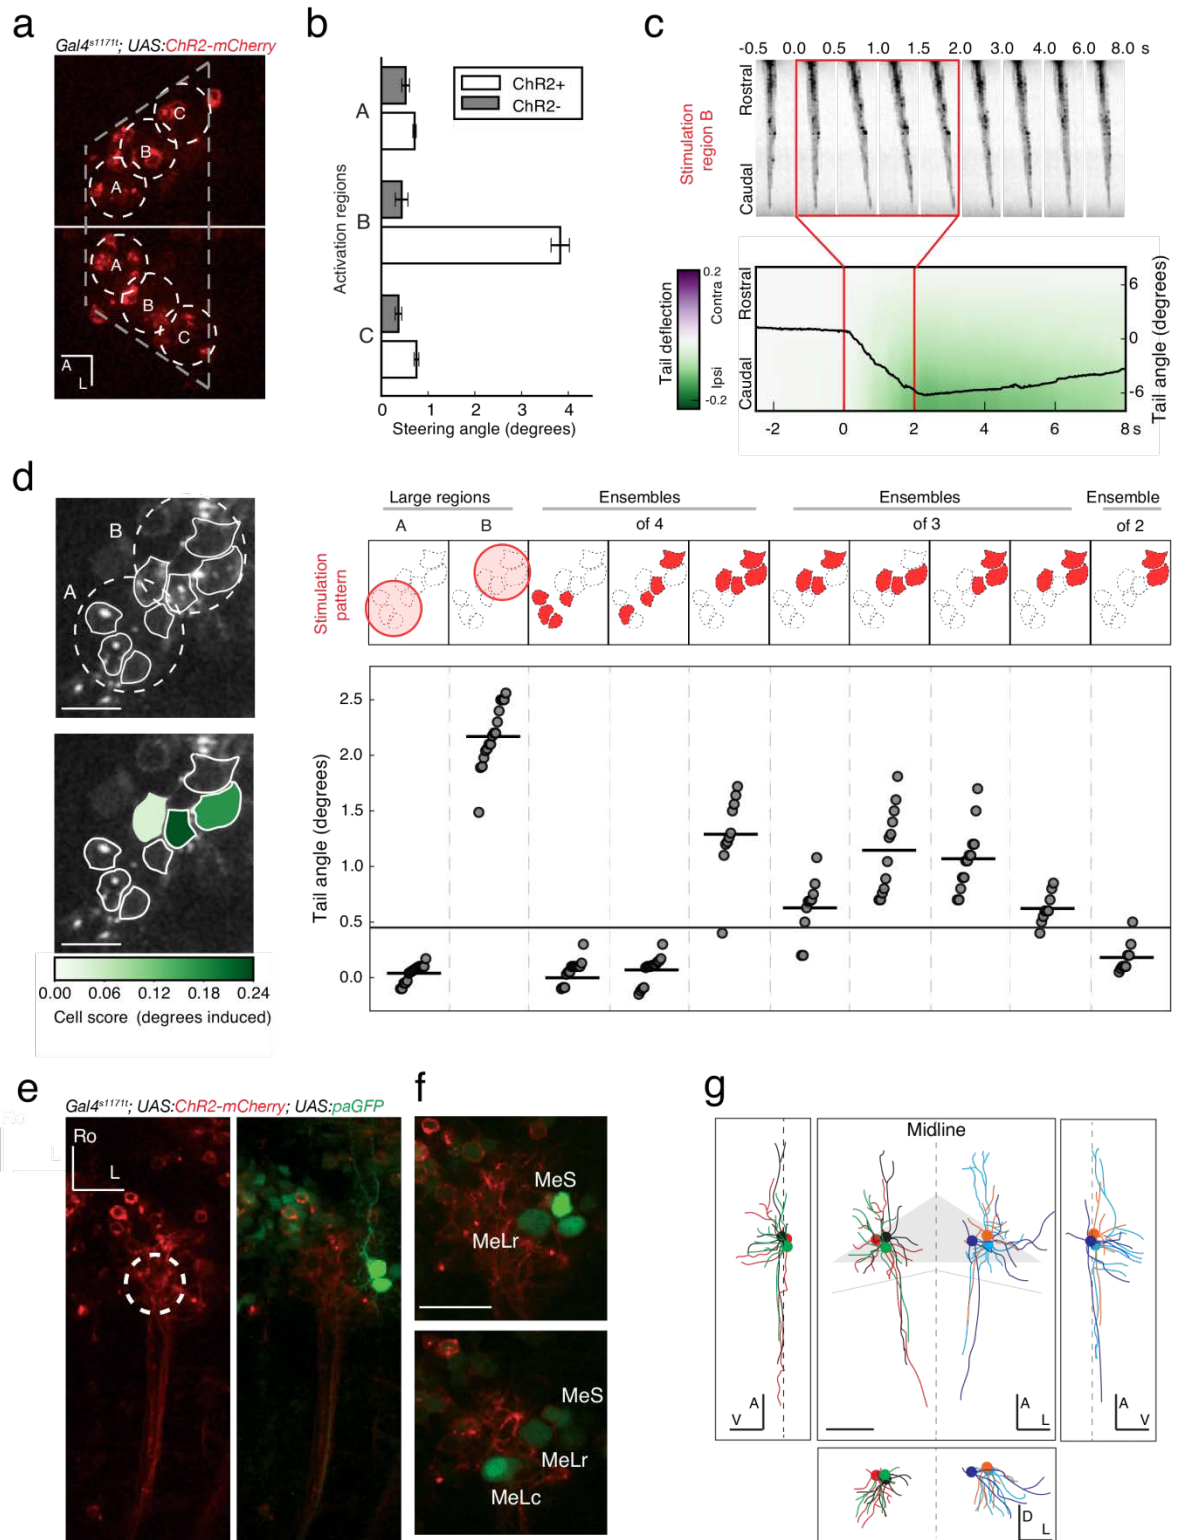 a
Gal4s1171t; UAS:ChR2-mCherry
C
B
A
A
B
C
A
L
b
ChR2+
ChR2-
A
B
C
Activation regions
0 1 2 3 4
Steering angle (degrees)
c
-0.5 0.0 0.5 1.0 1.5 2.0 3.0 4.0 6.0 8.0 s
Stimulation
region B
Rostral
Caudal
Tail deflection
0.2
Contra
Ipsi
-0.2
Rostral
Caudal
6
0
-6
Tail angle (degrees)
-2 0 2 4 6 8 s
d
B
A
0.00 0.06 0.12 0.18 0.24
Cell score (degrees induced)
Large regions
Ensembles
Ensembles
Ensemble
A
B
of 4
of 3
of 2
Stimulation
pattern
2.5
2.0
1.5
1.0
0.5
0.0
Tail angle (degrees)
e
Gal4s1171t; UAS:ChR2-mCherry; UAS:paGFP
Ro
L
Ro
L
f
MeS
MeLr
MeS
MeLr
MeLc
g
Midline
A
V
A
L
A
V
D
L